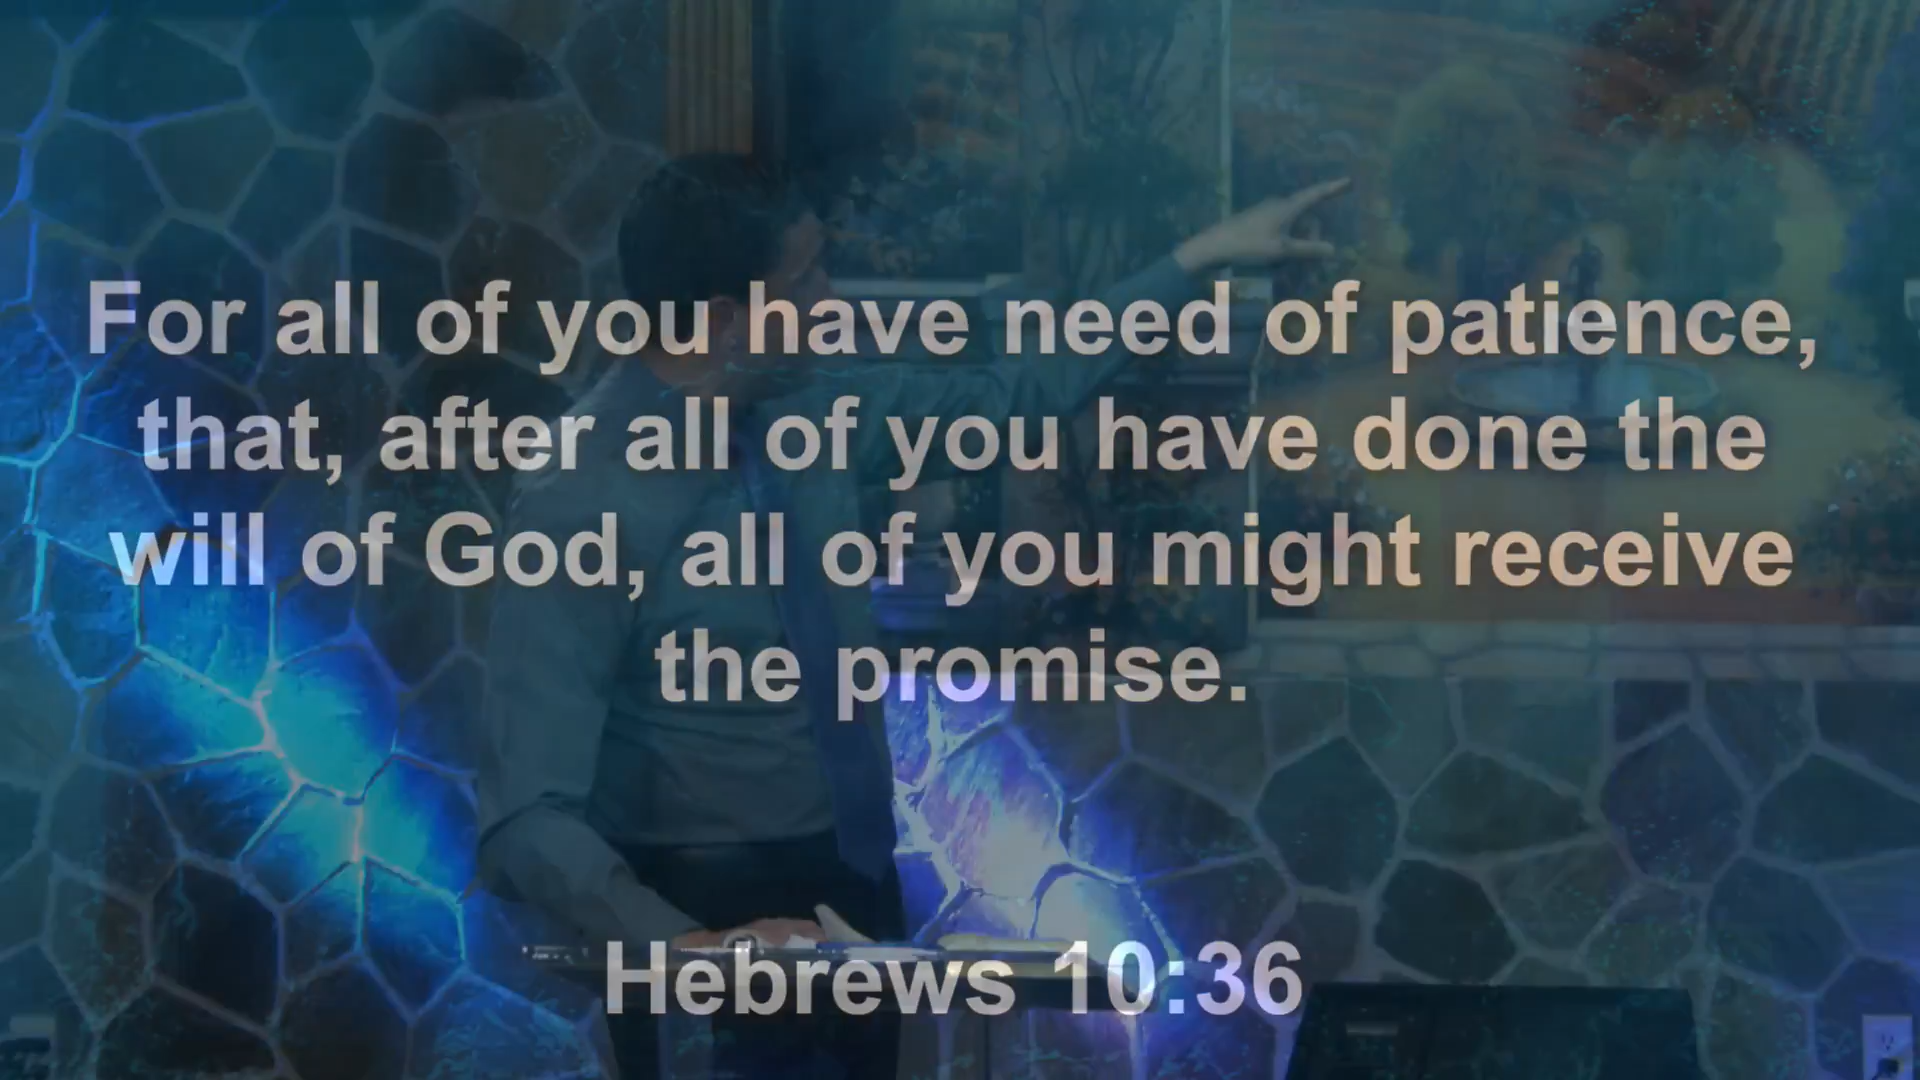 For all of you have need of patience,
that, after all of you have done the
will of God, all of you might receive
the promise.
Hebrews 10:36